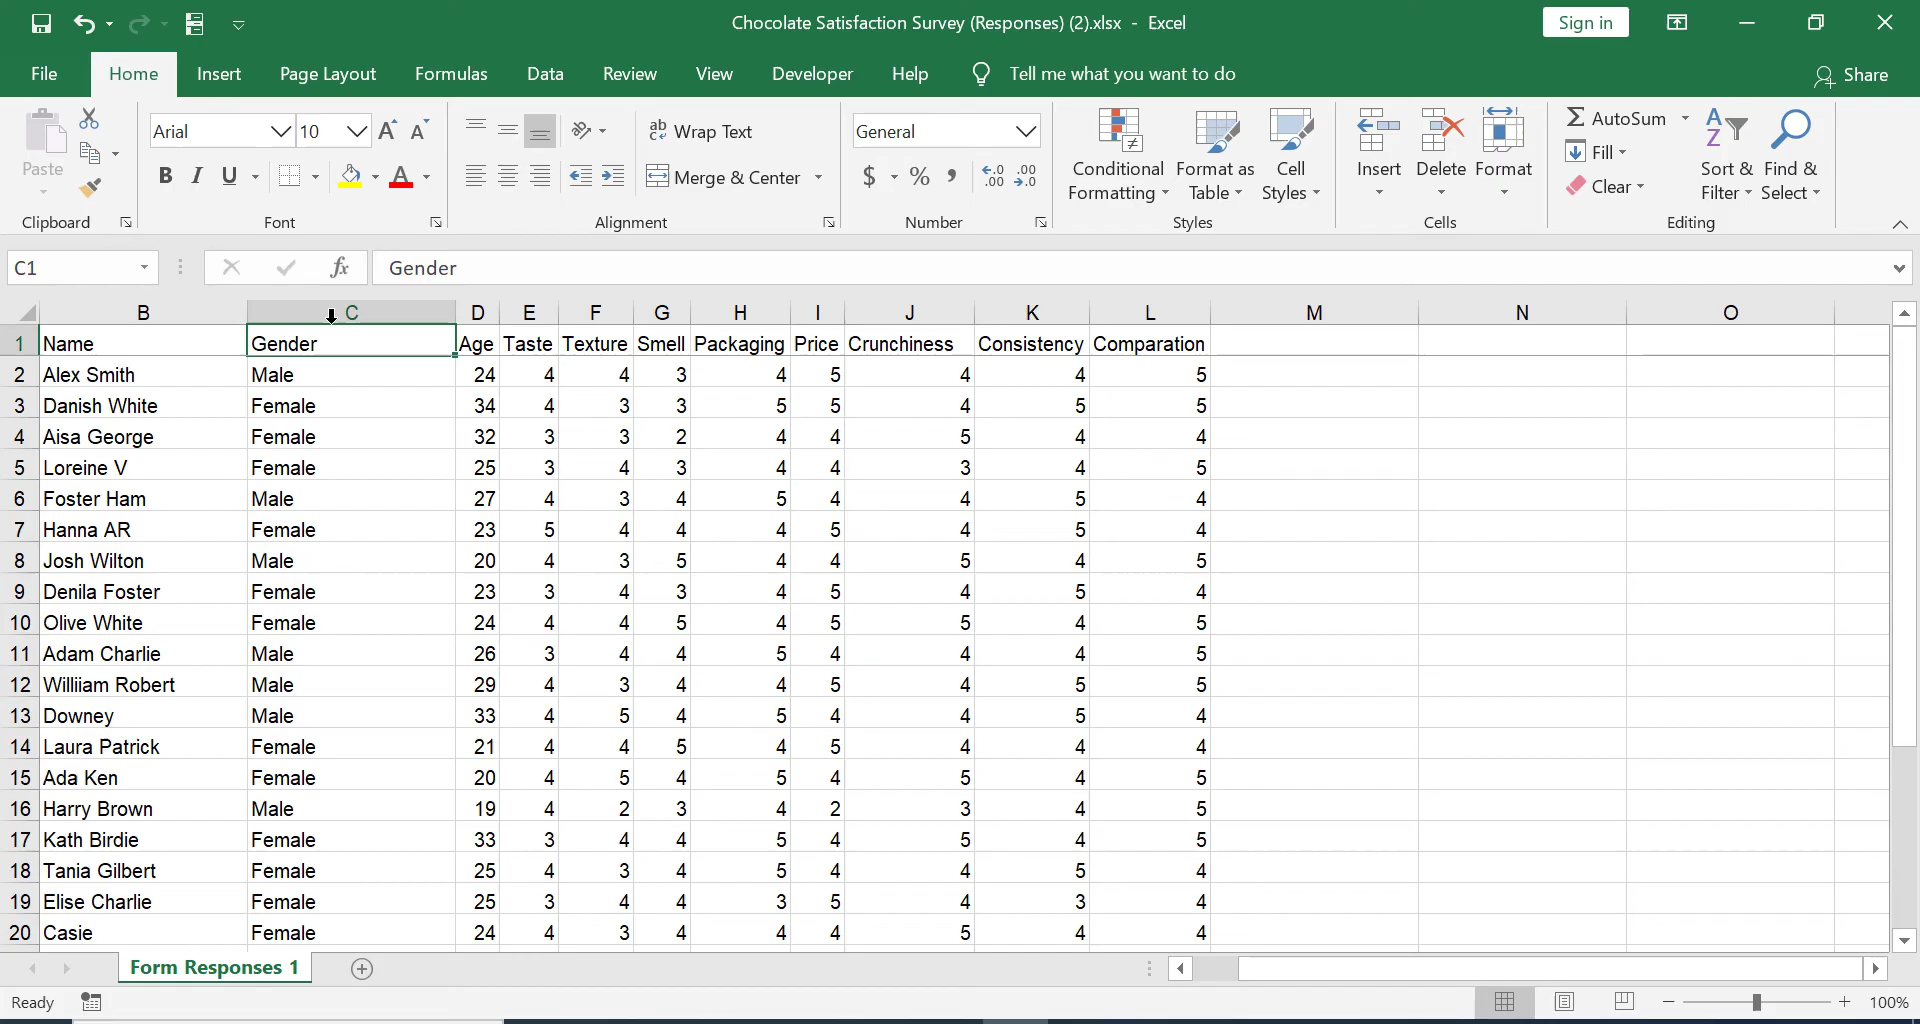 Chocolate Satisfaction Survey (Responses) (2).xlsx - Excel
Sign in
File Home Insert Page Layout Formulas Data Review View Developer Help Tell me what you want to do Share
Paste
Arial 10
Wrap Text
General
B I U
Merge & Center
$ % , .00 .00
Conditional Formatting
Format as Table
Cell Styles
Insert Delete Format
AutoSum
Fill
Clear
Sort & Filter
Find & Select
Clipboard Font Alignment Number Styles Cells Editing
C1 fx Gender
B C D E F G H I J K L M N O
1 Name Gender Age Taste Texture Smell Packaging Price Crunchiness Consistency Comparation
2 Alex Smith Male 24 4 4 3 4 5 4 4 5
3 Danish White Female 34 4 3 3 5 5 4 5 5
4 Aisa George Female 32 3 3 2 4 4 5 4 4
5 Loreine V Female 25 3 4 3 4 4 3 4 5
6 Foster Ham Male 27 4 3 4 5 4 4 5 4
7 Hanna AR Female 23 5 4 4 4 5 4 5 4
8 Josh Wilton Male 20 4 3 5 4 4 5 4 5
9 Denila Foster Female 23 3 4 3 4 5 4 5 4
10 Olive White Female 24 4 4 5 4 5 5 4 5
11 Adam Charlie Male 26 3 4 4 5 4 4 4 5
12 Williiam Robert Male 29 4 3 4 4 5 4 5 5
13 Downey Male 33 4 5 4 5 4 4 5 4
14 Laura Patrick Female 21 4 4 5 4 5 4 4 4
15 Ada Ken Female 20 4 5 4 5 4 5 4 5
16 Harry Brown Male 19 4 2 3 4 2 3 4 5
17 Kath Birdie Female 33 3 4 4 5 4 5 4 5
18 Tania Gilbert Female 25 4 3 4 5 4 4 5 4
19 Elise Charlie Female 25 3 4 4 3 5 4 3 4
20 Casie Female 24 4 3 4 4 4 5 4 4
Form Responses 1
Ready 100%